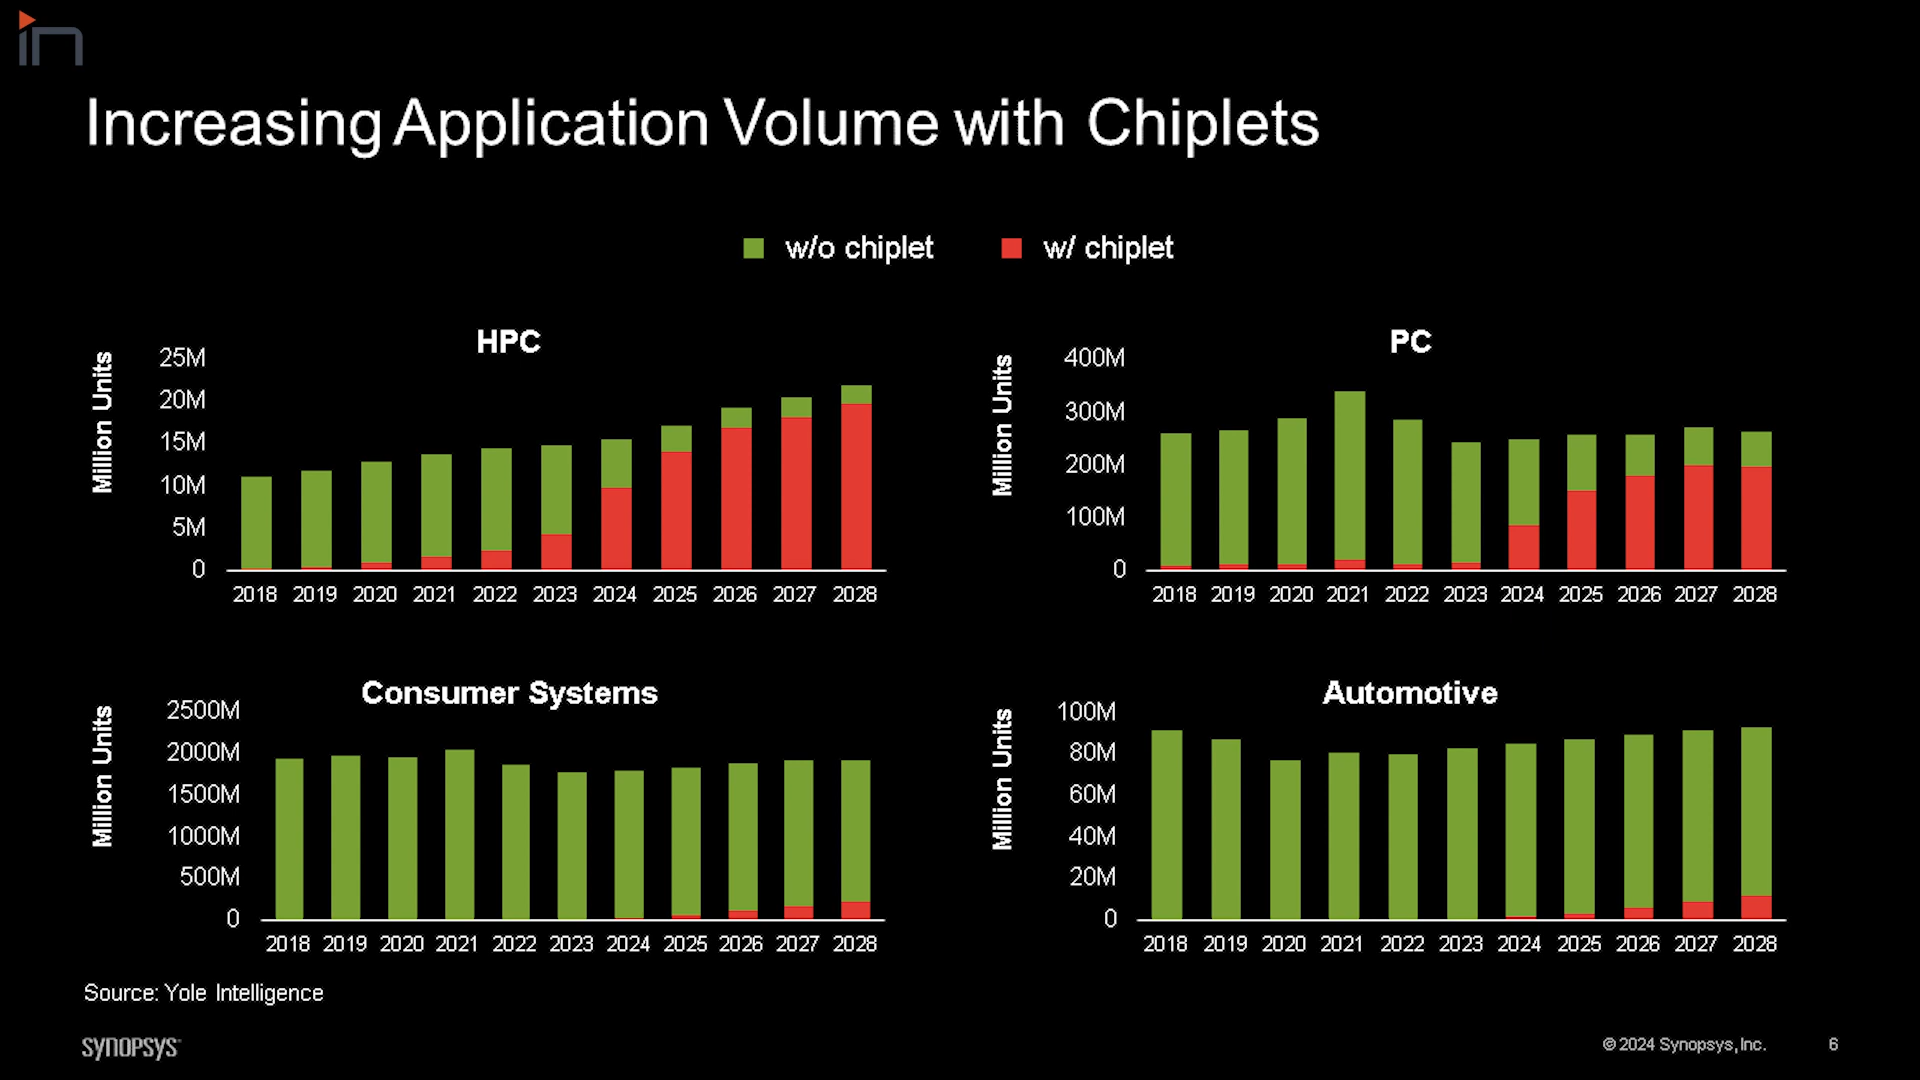 in
Increasing Application Volume with Chiplets
w/o chiplet
w/ chiplet
HPC
Million Units
25M
20M
15M
10M
5M
0
2018 2019 2020 2021 2022 2023 2024 2025 2026 2027 2028
PC
Million Units
400M
300M
200M
100M
0
2018 2019 2020 2021 2022 2023 2024 2025 2026 2027 2028
Consumer Systems
Million Units
2500M
2000M
1500M
1000M
500M
0
2018 2019 2020 2021 2022 2023 2024 2025 2026 2027 2028
Automotive
Million Units
100M
80M
60M
40M
20M
0
2018 2019 2020 2021 2022 2023 2024 2025 2026 2027 2028
Source: Yole Intelligence
SYNOPSYS
© 2024 Synopsys, Inc.
6